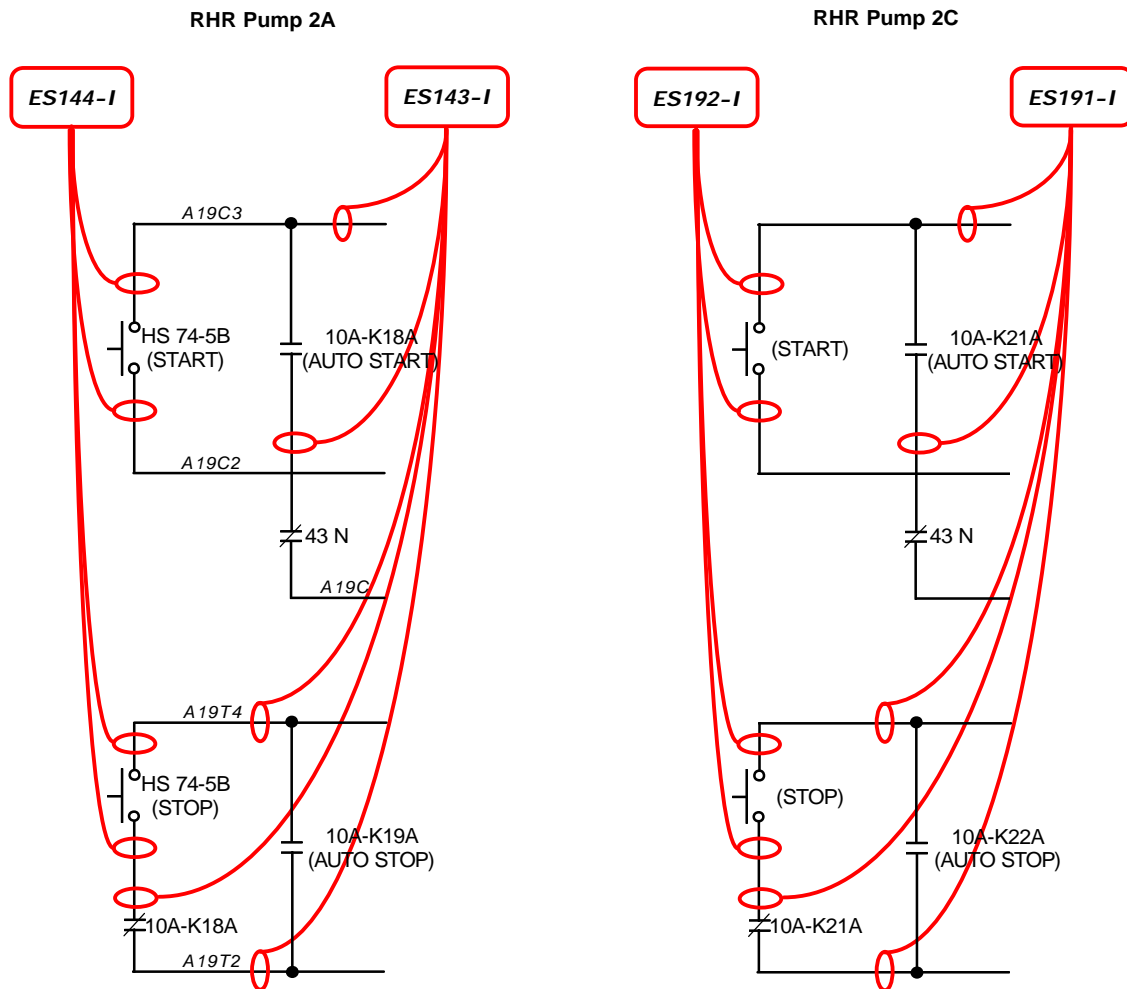 RHR Pump 2A
RHR Pump 2C
ES144-I
ES143-I
ES192-I
ES191-I
A19C3
HS 74-5B
(START)
10A-K18A
(AUTO START)
(START)
10A-K21A
(AUTO START)
A19C2
43 N
43 N
A19C
A19T4
HS 74-5B
(STOP)
(STOP)
10A-K19A
(AUTO STOP)
10A-K22A
(AUTO STOP)
10A-K18A
10A-K21A
A19T2